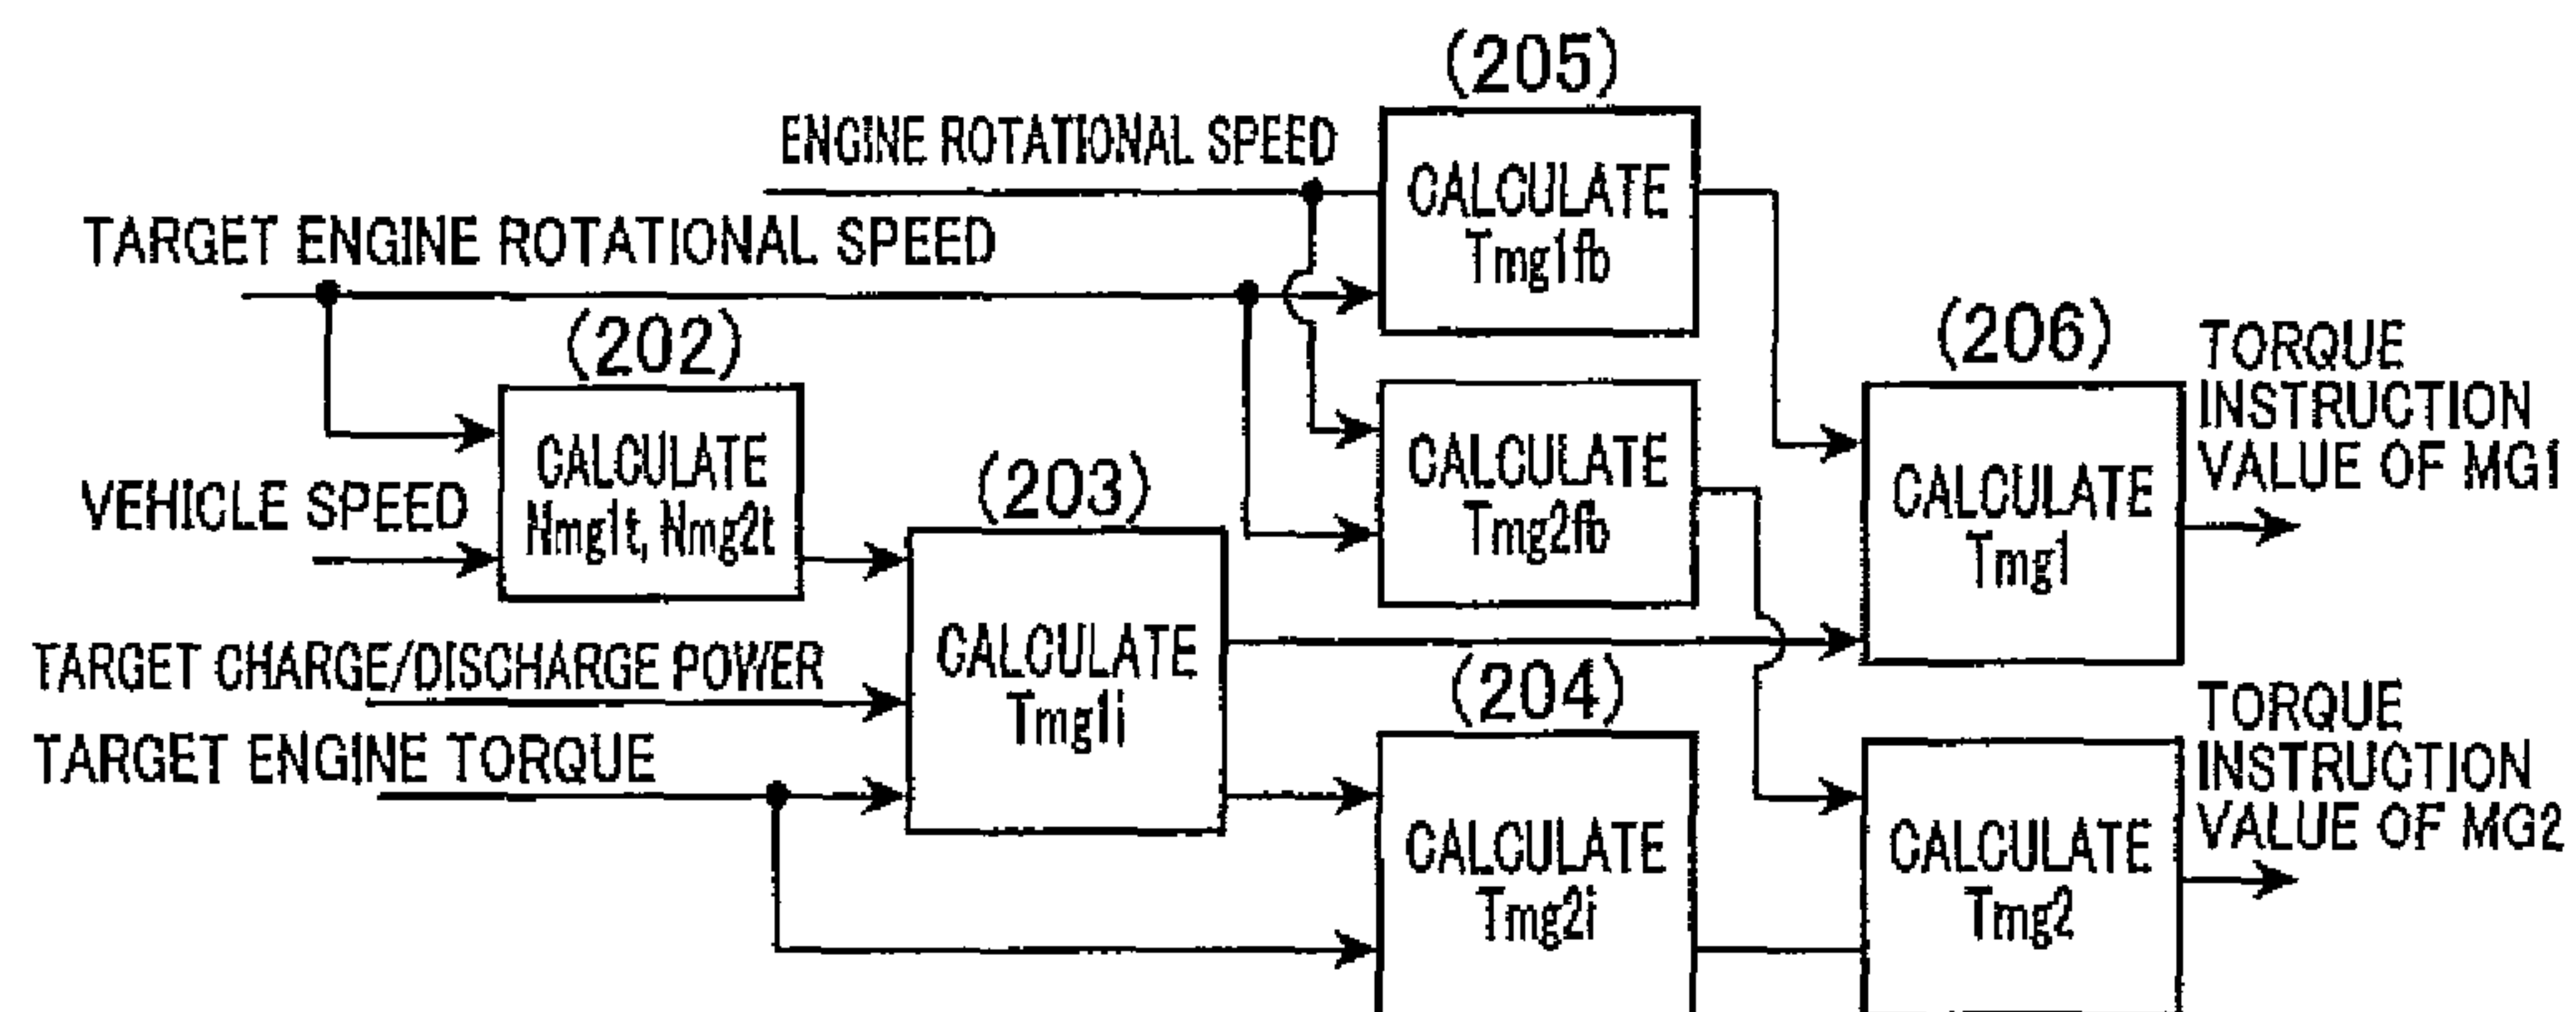 (205)
ENGINE ROTATIONAL SPEED
CALCULATE
Tmg1fb
TARGET ENGINE ROTATIONAL SPEED
(202)
CALCULATE
Nmg1t, Nmg2t
VEHICLE SPEED
(203)
CALCULATE
Tmg1i
TARGET CHARGE/DISCHARGE POWER
TARGET ENGINE TORQUE
CALCULATE
Tmg2fb
(204)
CALCULATE
Tmg2i
(206)
CALCULATE
Tmg1
TORQUE
INSTRUCTION
VALUE OF MG1
CALCULATE
Tmg2
TORQUE
INSTRUCTION
VALUE OF MG2